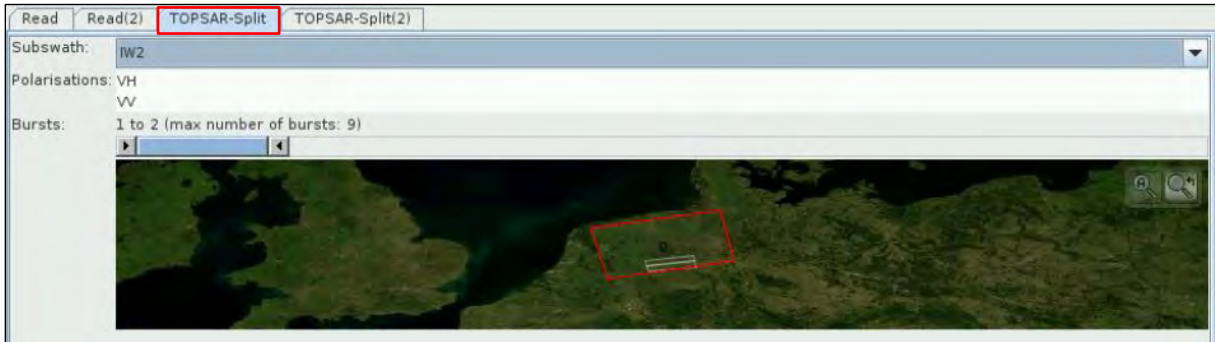 Read Read(2) TOPSAR-Split TOPSAR-Split(2)
Subswath: IW2
Polarisations: VH
VV
Bursts: 1 to 2 (max number of bursts: 9)
0